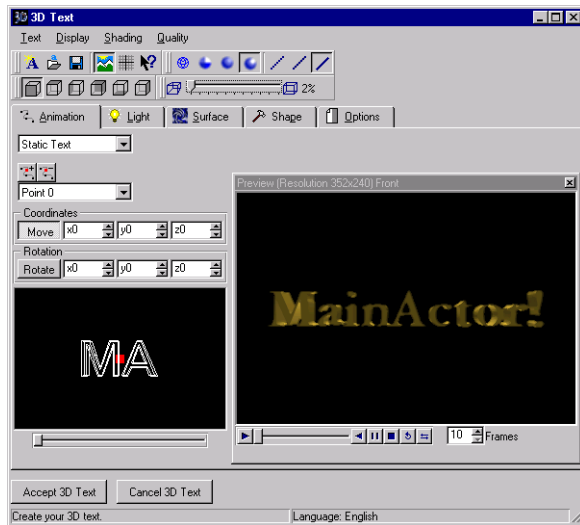 3D Text
Text Display Shading Quality
2%
Animation Light Surface Shape Options
Static Text
Point 0
Coordinates
Move x0 y0 z0
Rotation
Rotate x0 y0 z0
MA
Preview (Resolution 352x240) Front
MainActor!
10 Frames
Accept 3D Text Cancel 3D Text
Create your 3D text. Language: English